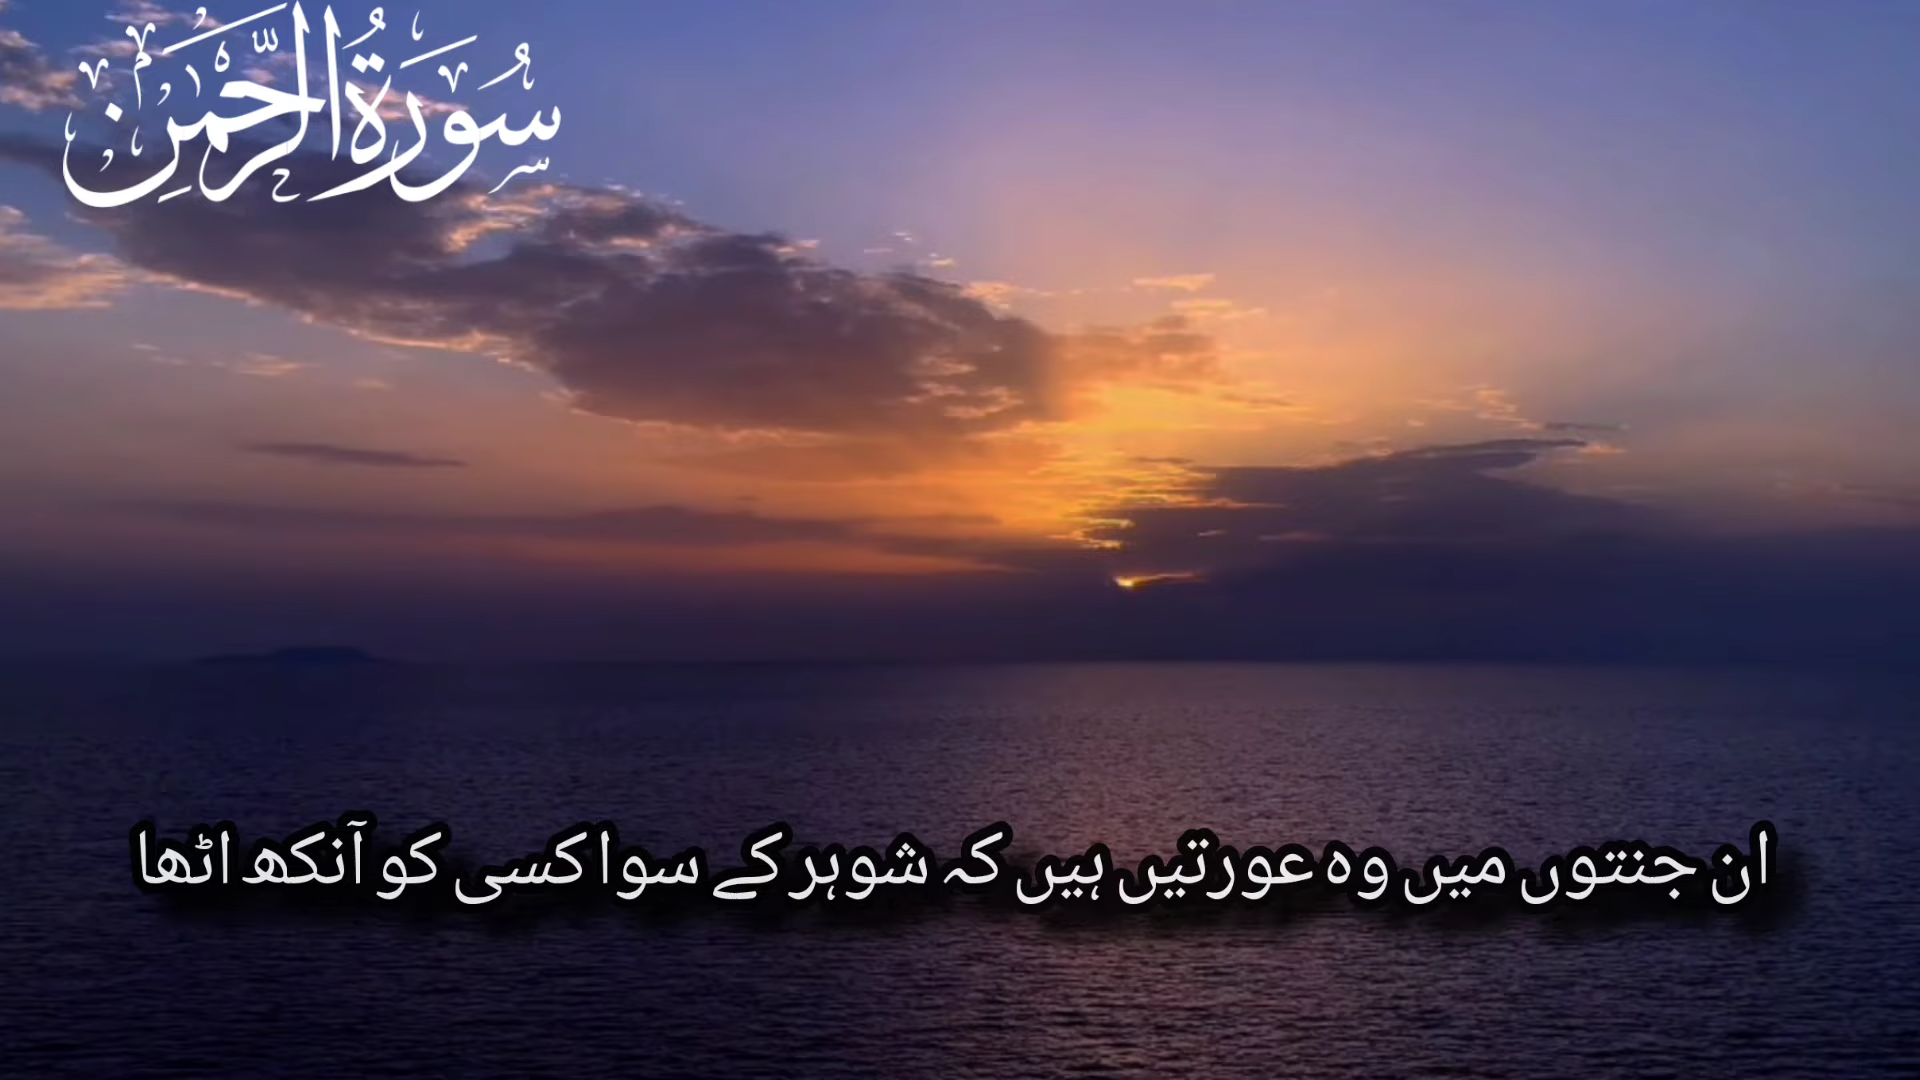 سُورَةُ الرَّحْمٰنِ
ان جنتوں میں وہ عورتیں ہیں کہ شوہر کے سوا کسی کو آنکھ اٹھا